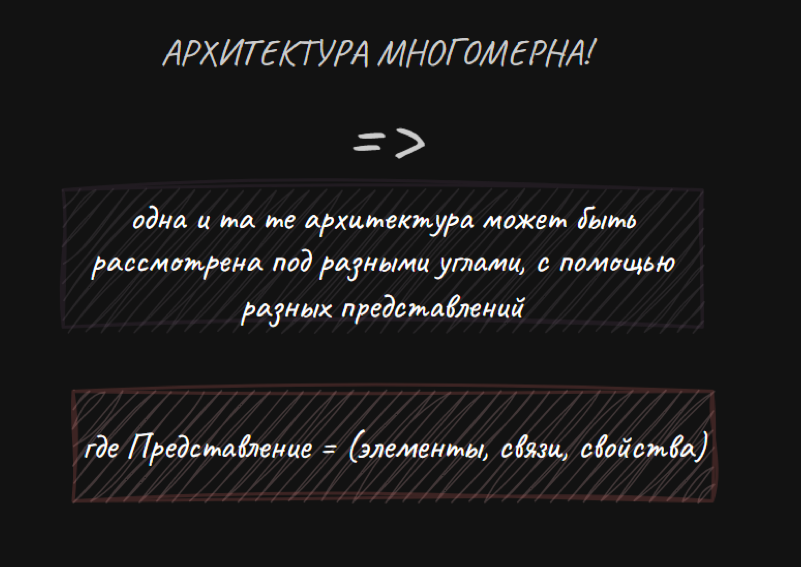 АРХИТЕКТУРА МНОГОМЕРНА!
=>
одна и та те архитектура может быть
рассмотрена под разными углами, с помощью
разных представлений
где Представление = (элементы, связи, свойства)